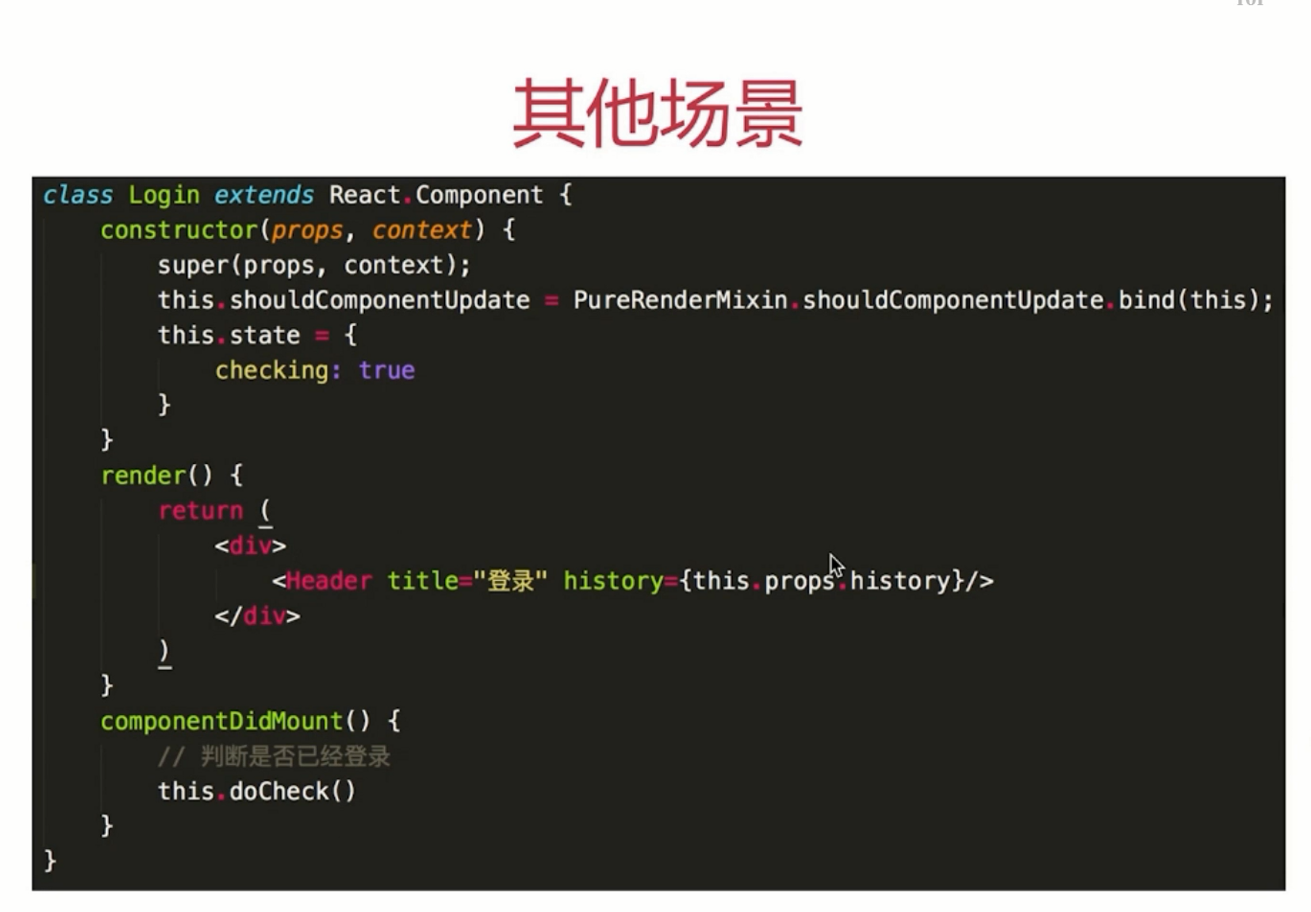 其他场景
class Login extends React.Component {
    constructor(props, context) {
        super(props, context);
        this.shouldComponentUpdate = PureRenderMixin.shouldComponentUpdate.bind(this);
        this.state = {
            checking: true
        }
    }
    render() {
        return (
            <div>
                <Header title="登录" history={this.props.history}/>
            </div>
        )
    }
    componentDidMount() {
        // 判断是否已经登录
        this.doCheck()
    }
}